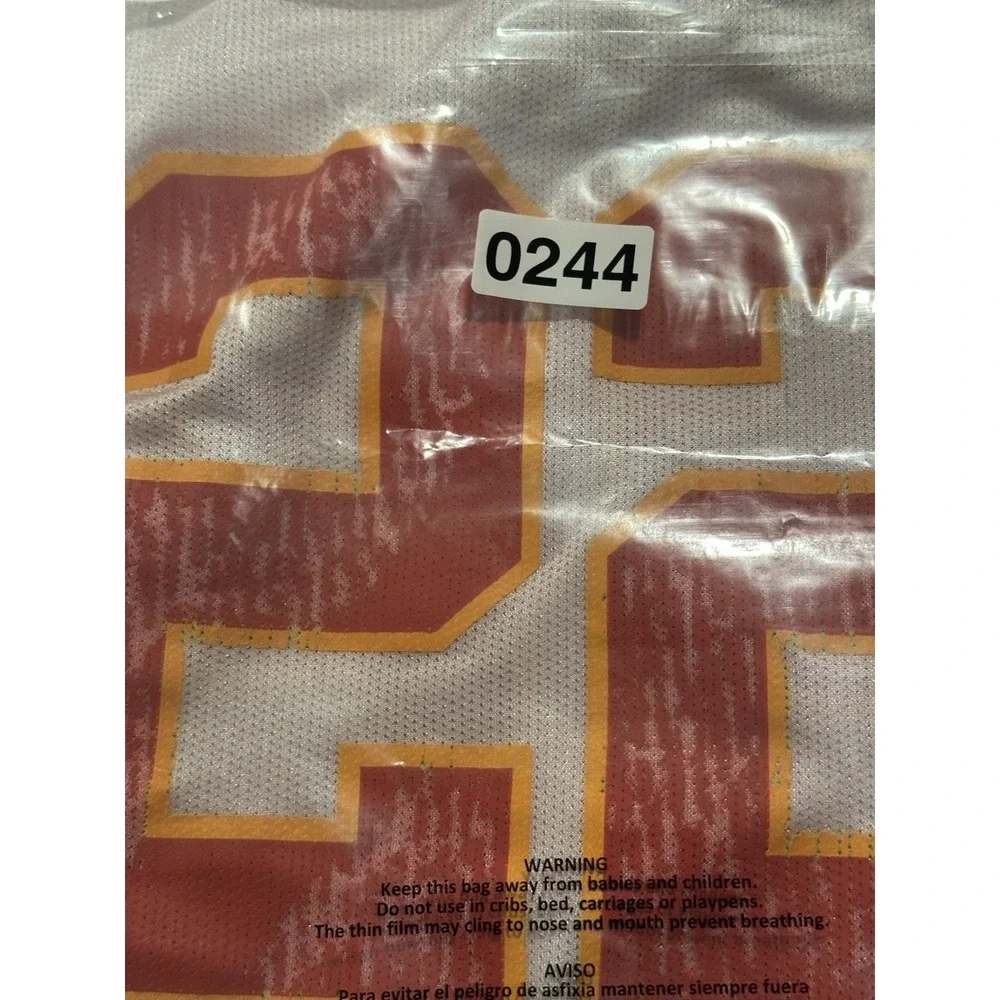 0244
22
WARNING
Keep this bag away from babies and children.
Do not use in cribs, bed, carriages or playpens.
The thin film may cling to nose and mouth prevent breathing.
AVISO
Para evitar el peligro de asfixia mantener siempre fuera